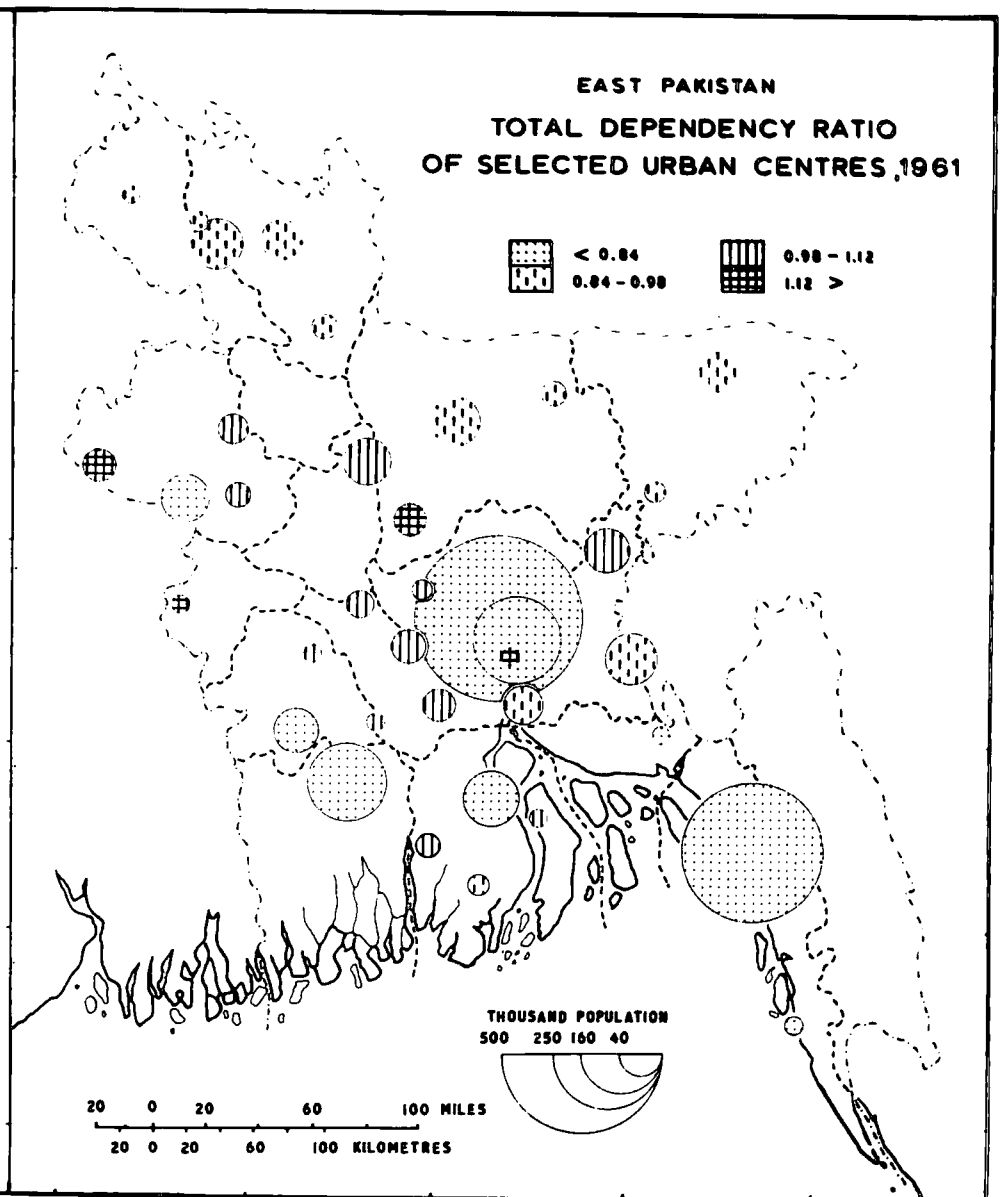 EAST PAKISTAN
TOTAL DEPENDENCY RATIO
OF SELECTED URBAN CENTRES, 1961
< 0.84
0.84 - 0.98
0.98 - 1.12
1.12 >
THOUSAND POPULATION
500 250 160 40
20 0 20 60 100 MILES
20 0 20 60 100 KILOMETRES